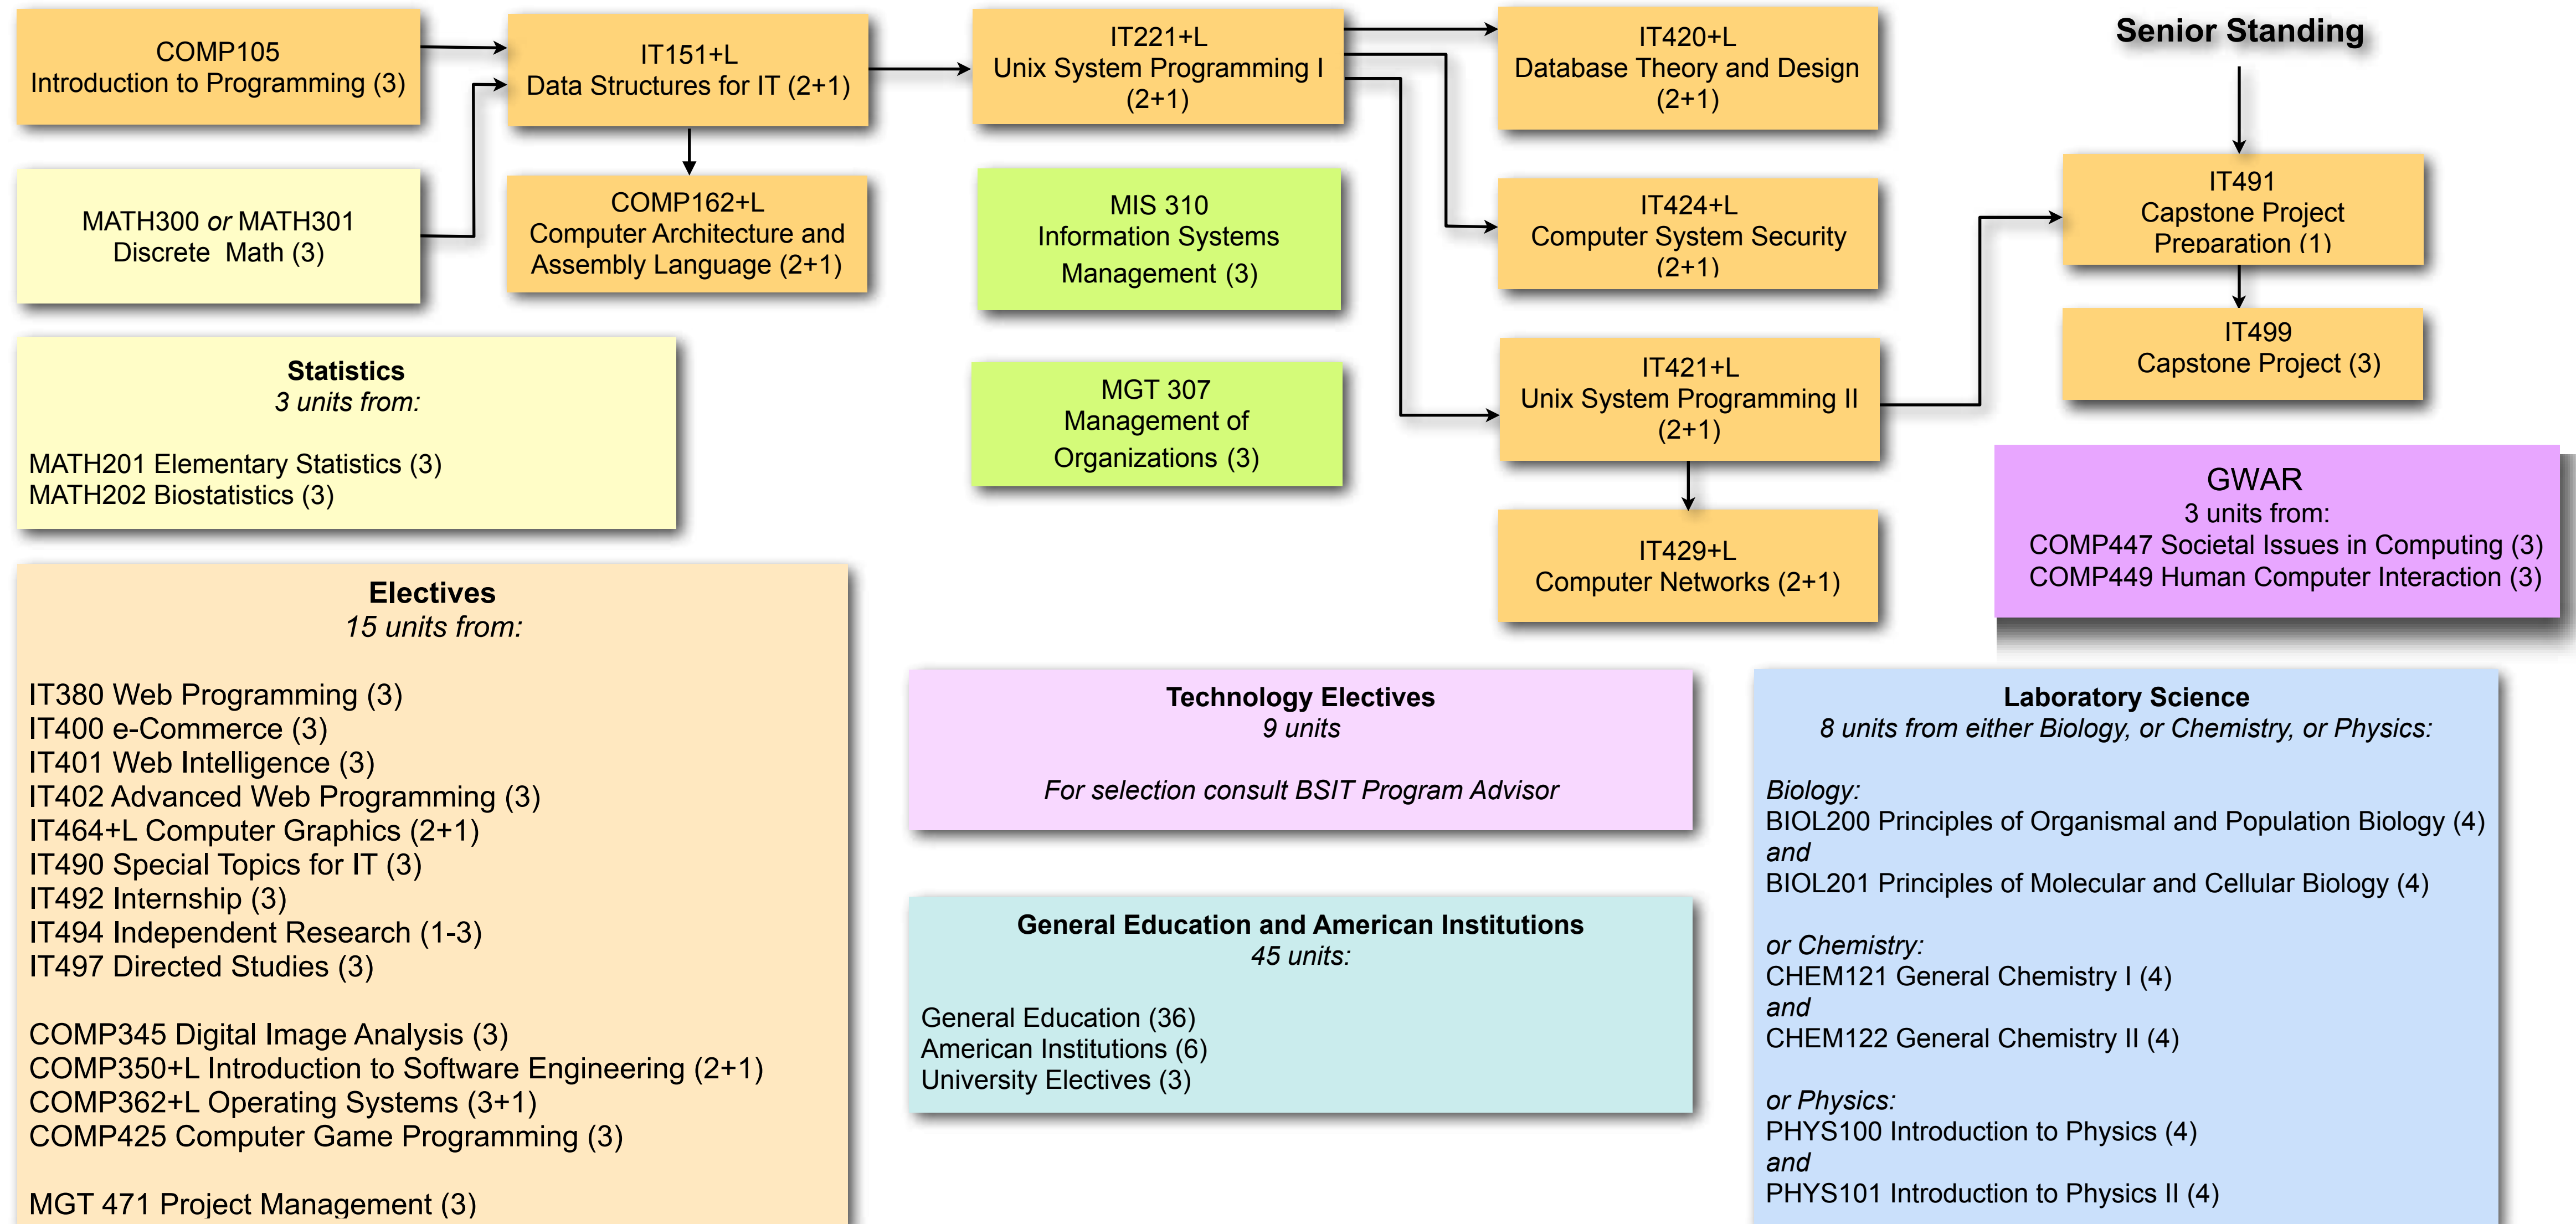 COMP105
Introduction to Programming (3)
IT151+L
Data Structures for IT (2+1)
IT221+L
Unix System Programming I
(2+1)
IT420+L
Database Theory and Design
(2+1)
Senior Standing
MATH300 or MATH301
Discrete Math (3)
COMP162+L
Computer Architecture and
Assembly Language (2+1)
MIS 310
Information Systems
Management (3)
IT424+L
Computer System Security
(2+1)
IT491
Capstone Project
Preparation (1)
IT499
Capstone Project (3)
Statistics
3 units from:
MATH201 Elementary Statistics (3)
MATH202 Biostatistics (3)
MGT 307
Management of
Organizations (3)
IT421+L
Unix System Programming II
(2+1)
GWAR
3 units from:
COMP447 Societal Issues in Computing (3)
COMP449 Human Computer Interaction (3)
IT429+L
Computer Networks (2+1)
Electives
15 units from:
IT380 Web Programming (3)
IT400 e-Commerce (3)
IT401 Web Intelligence (3)
IT402 Advanced Web Programming (3)
IT464+L Computer Graphics (2+1)
IT490 Special Topics for IT (3)
IT492 Internship (3)
IT494 Independent Research (1-3)
IT497 Directed Studies (3)
COMP345 Digital Image Analysis (3)
COMP350+L Introduction to Software Engineering (2+1)
COMP362+L Operating Systems (3+1)
COMP425 Computer Game Programming (3)
MGT 471 Project Management (3)
Technology Electives
9 units
For selection consult BSIT Program Advisor
General Education and American Institutions
45 units:
General Education (36)
American Institutions (6)
University Electives (3)
Laboratory Science
8 units from either Biology, or Chemistry, or Physics:
Biology:
BIOL200 Principles of Organismal and Population Biology (4)
and
BIOL201 Principles of Molecular and Cellular Biology (4)
or Chemistry:
CHEM121 General Chemistry I (4)
and
CHEM122 General Chemistry II (4)
or Physics:
PHYS100 Introduction to Physics (4)
and
PHYS101 Introduction to Physics II (4)